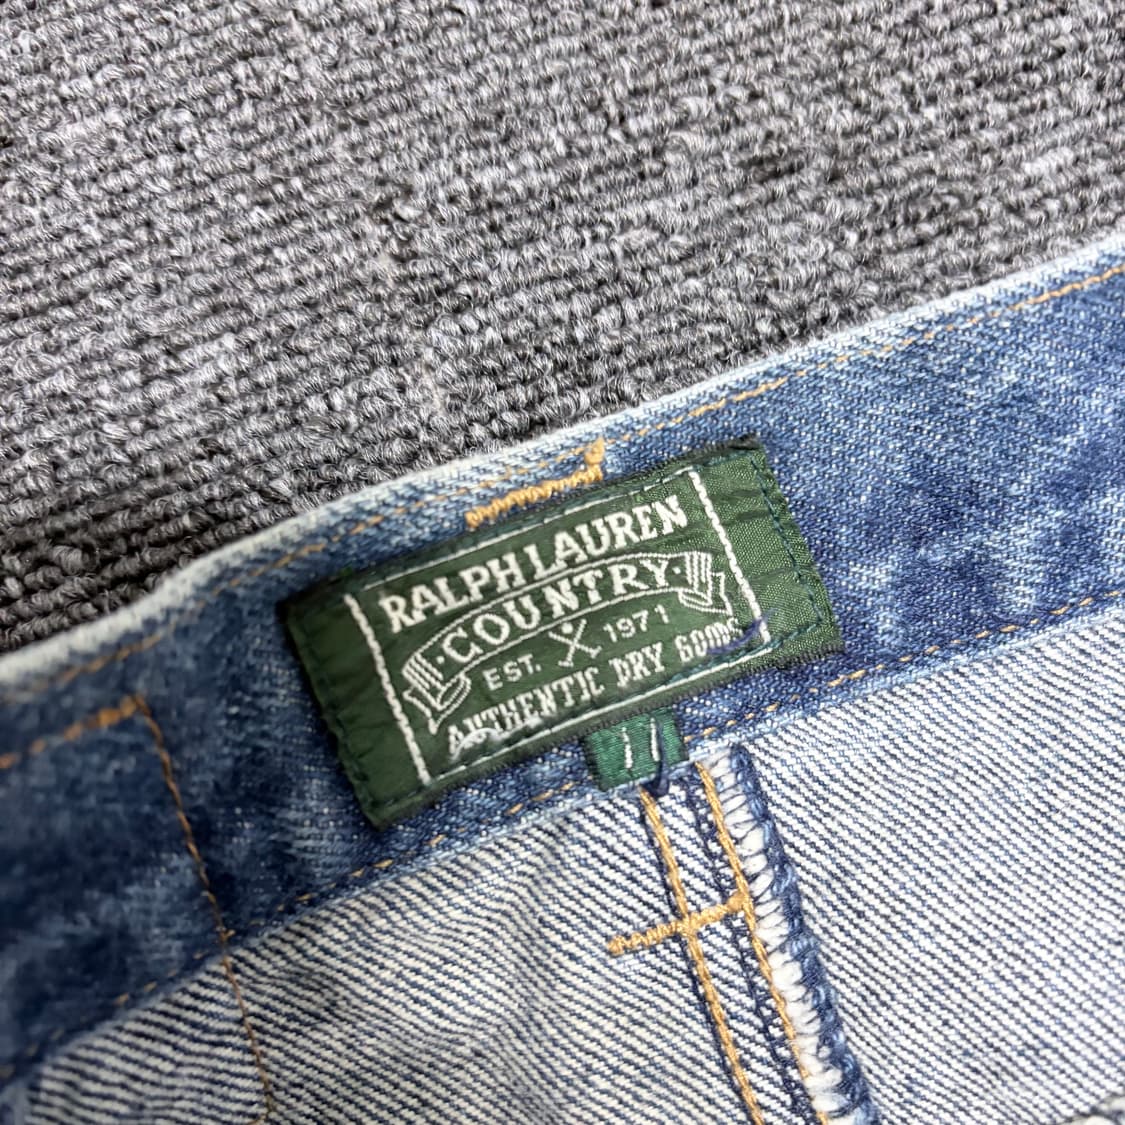 RALPH LAUREN
COUNTRY
EST. 1971
AUTHENTIC DRY GOODS